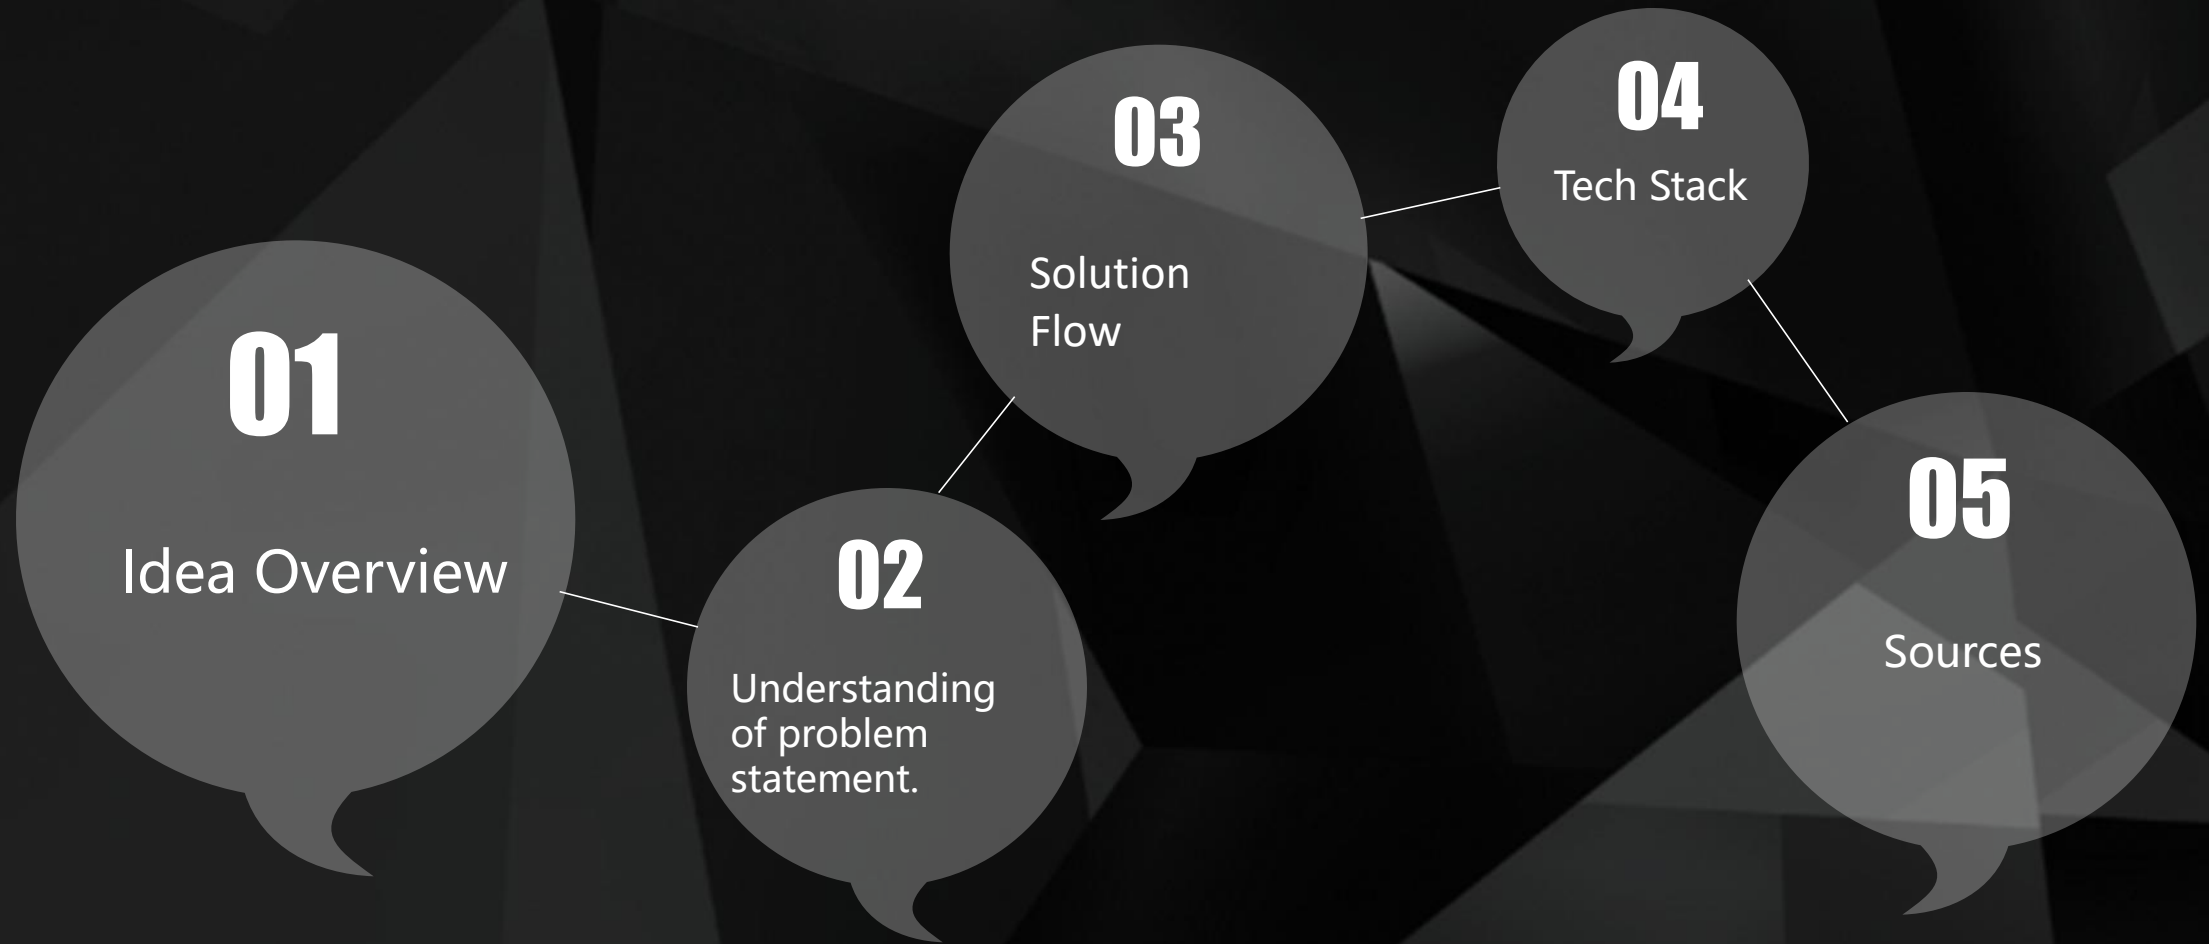 01
Idea Overview
02
Understanding
of problem
statement.
03
Solution
Flow
04
Tech Stack
05
Sources